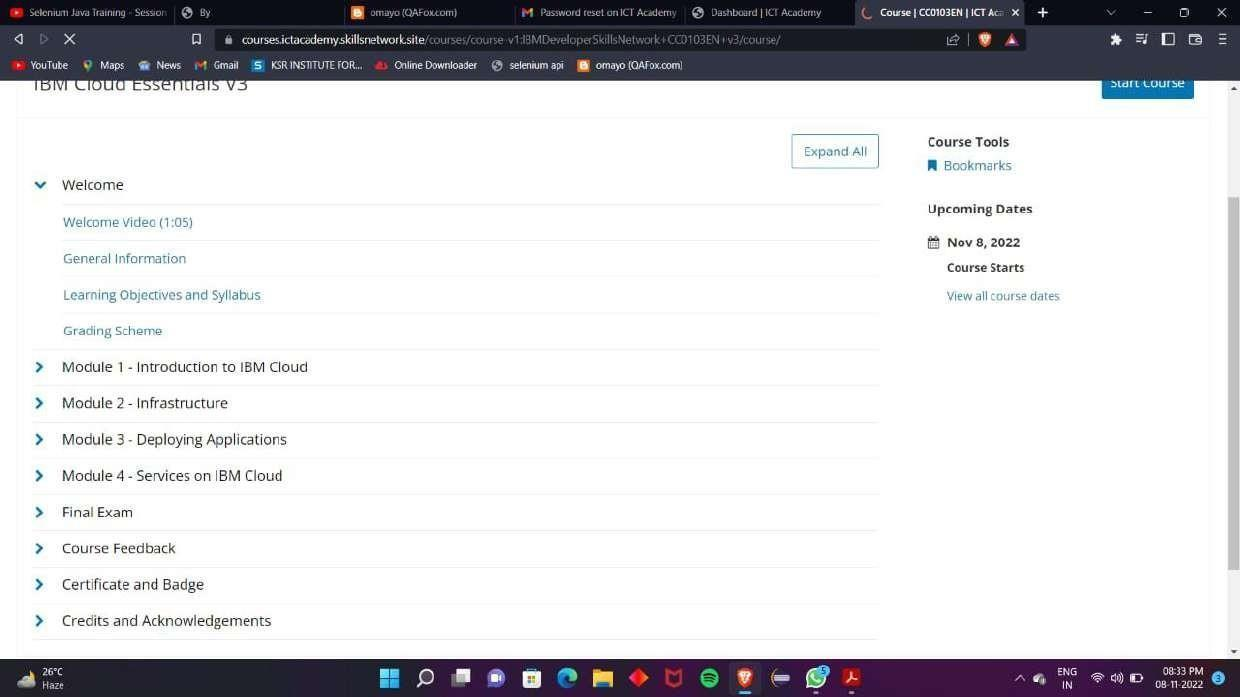 Selenium Java Training - Session
By
omayo (QAFox.com)
Password reset on ICT Academy
Dashboard | ICT Academy
Course | CC0103EN | ICT Aca
courses.ictacademy.skillsnetwork.site/courses/course-v1:IBMDeveloperSkillsNetwork+CC0103EN+v3/course/
YouTube
Maps
News
Gmail
KSR INSTITUTE FOR...
Online Downloader
selenium api
omayo (QAFox.com)
IBM Cloud Essentials V3
Start Course
Expand All
Course Tools
Bookmarks
Welcome
Welcome Video (1:05)
General Information
Learning Objectives and Syllabus
Grading Scheme
Upcoming Dates
Nov 8, 2022
Course Starts
View all course dates
Module 1 - Introduction to IBM Cloud
Module 2 - Infrastructure
Module 3 - Deploying Applications
Module 4 - Services on IBM Cloud
Final Exam
Course Feedback
Certificate and Badge
Credits and Acknowledgements
26°C
Haze
5
ENG
IN
08:33 PM
08-11-2022
3